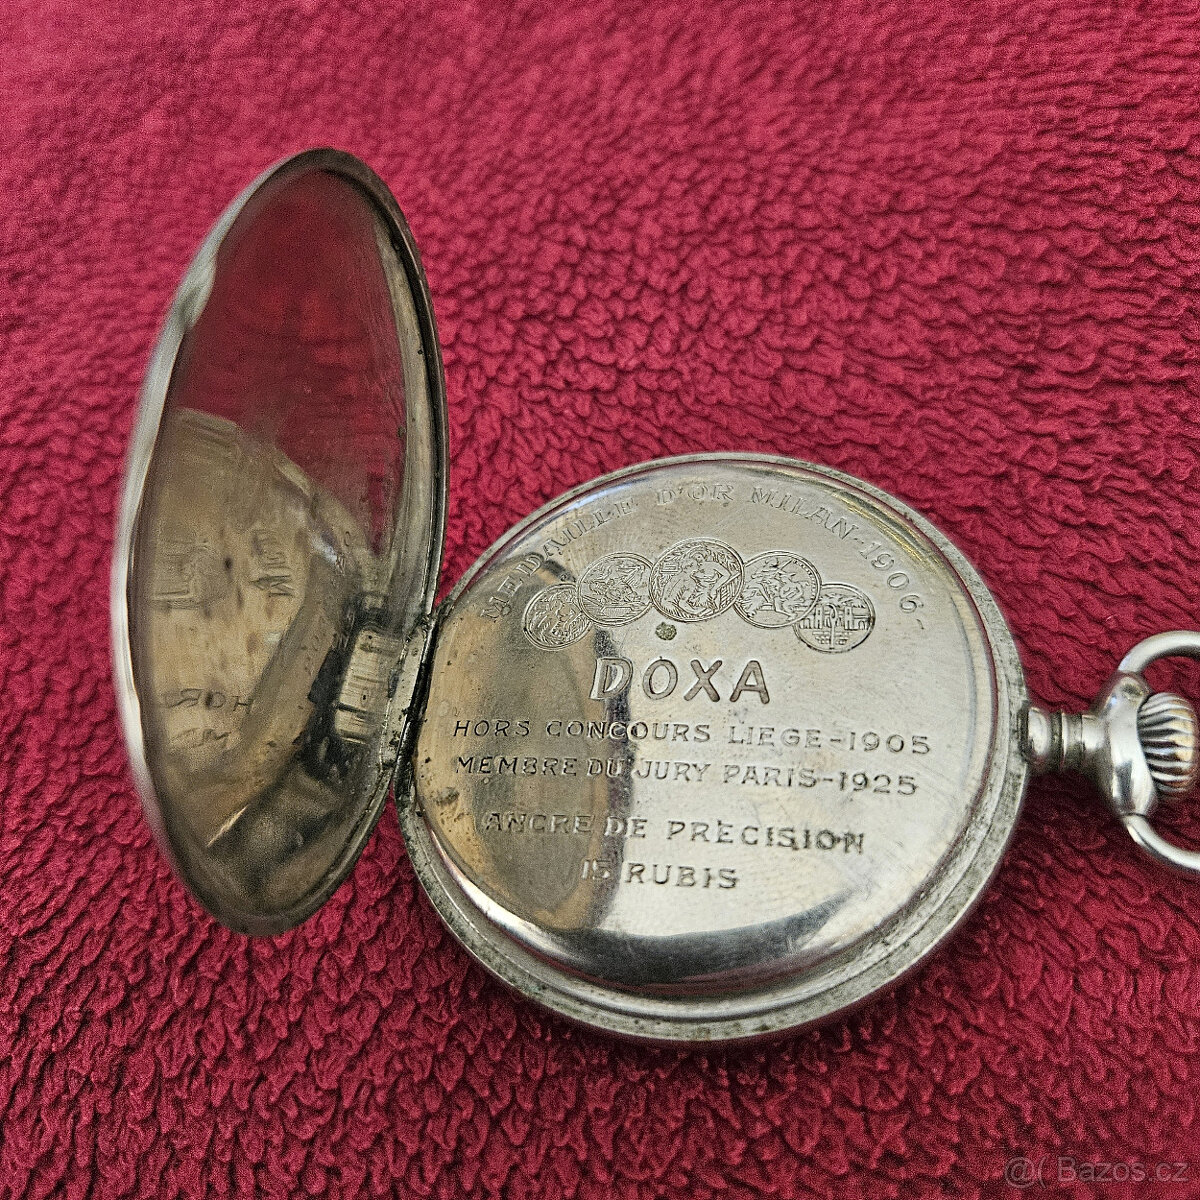 MEDAILLE D'OR MILAN-1906-
DOXA
HORS CONCOURS LIEGE-1905
MEMBRE DU JURY PARIS-1925
ANCRE DE PRÉCISION
15 RUBIS
@( Bazos.cz